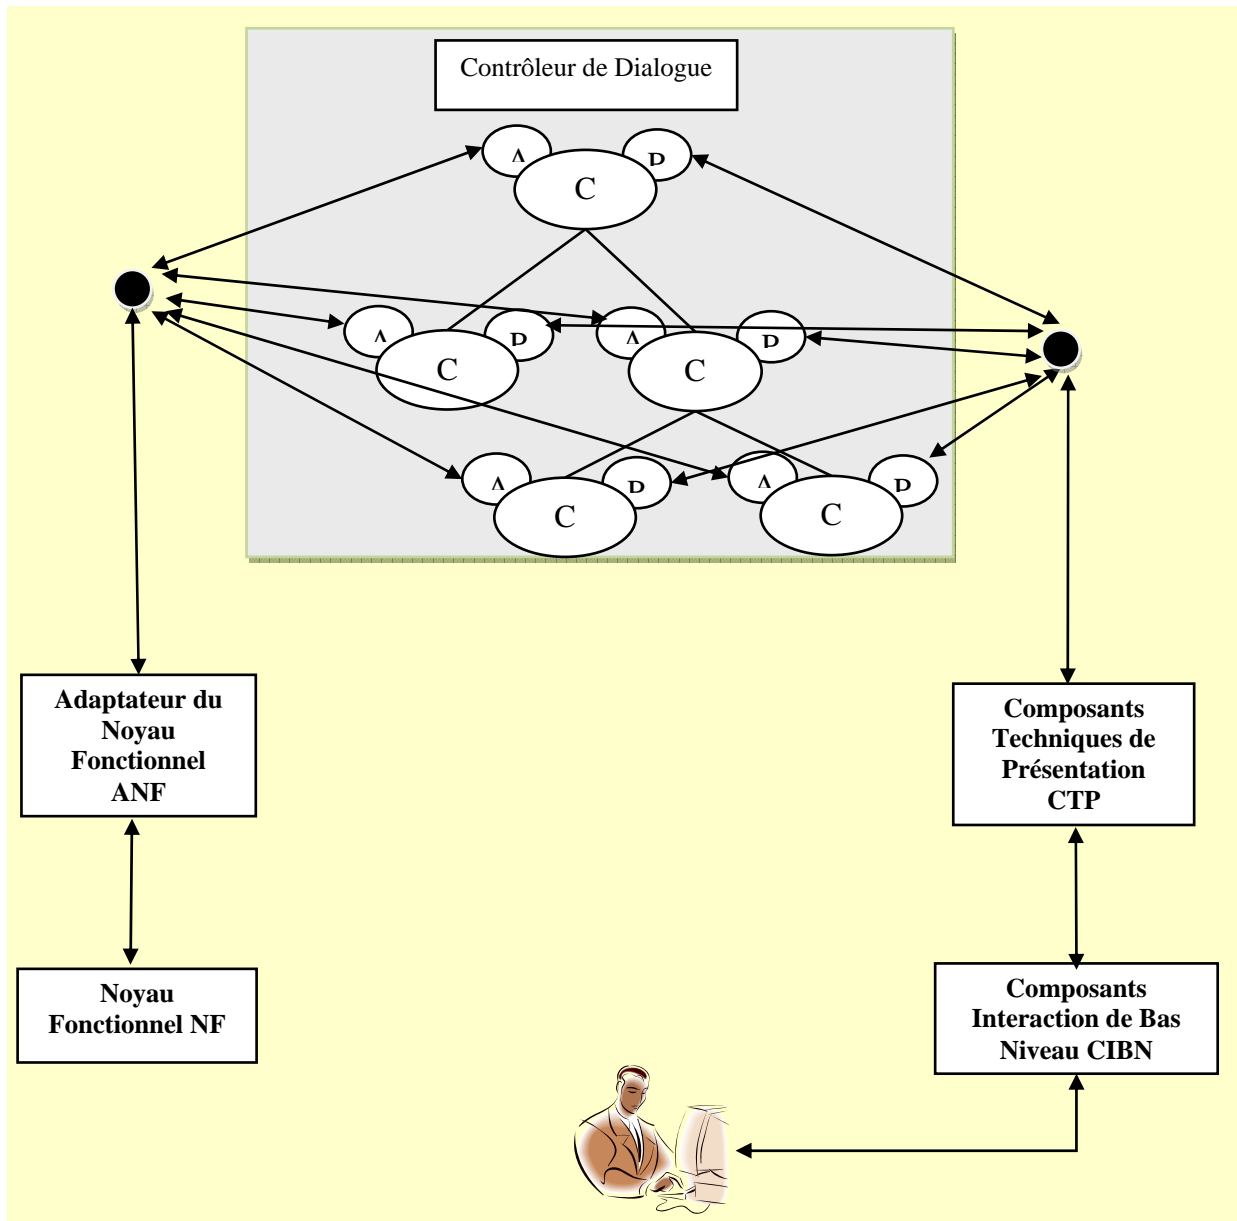 Contrôleur de Dialogue
C
C
C
C
C
Adaptateur du
Noyau
Fonctionnel
ANF
Composants
Techniques de
Présentation
CTP
Noyau
Fonctionnel NF
Composants
Interaction de Bas
Niveau CIBN